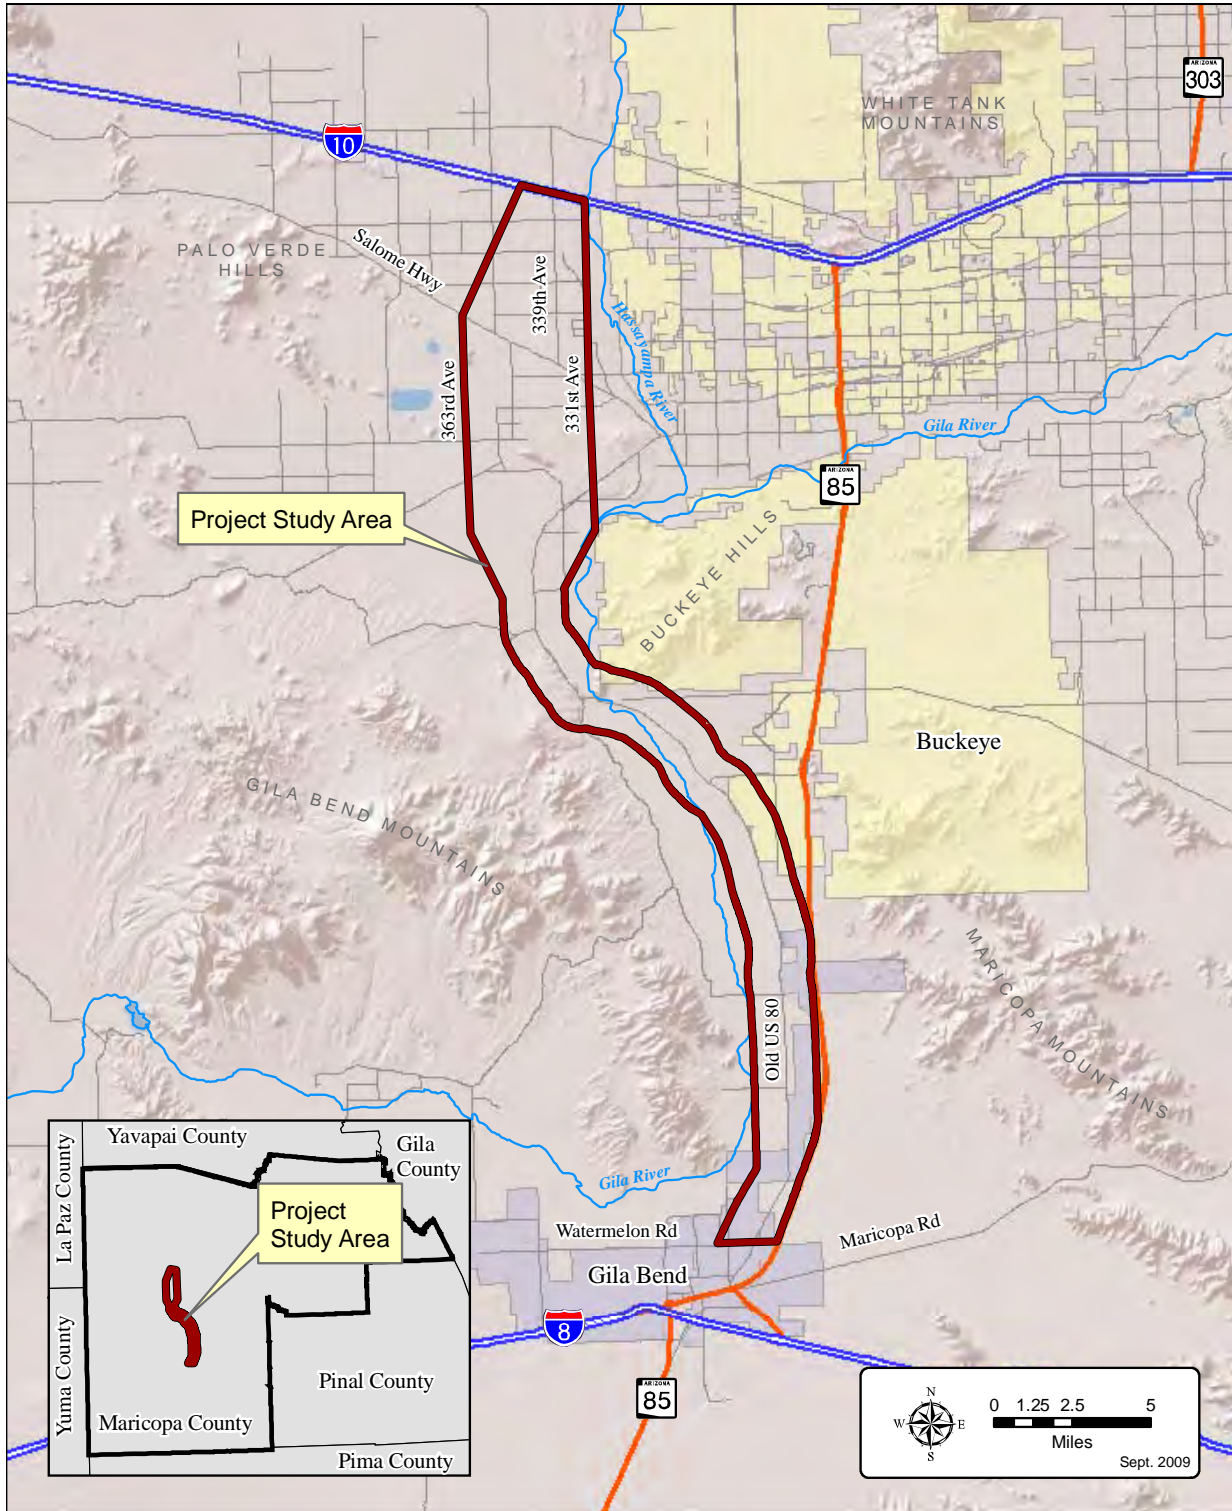 ARIZONA
303
WHITE TANK
MOUNTAINS
10
PALO VERDE
HILLS
Salome Hwy
339th Ave
Hassayampa River
363rd Ave
331st Ave
Gila River
ARIZONA
85
Project Study Area
BUCKEYE HILLS
Buckeye
GILA BEND MOUNTAINS
MARICOPA MOUNTAINS
Old US 80
Gila River
Watermelon Rd
Maricopa Rd
Gila Bend
8
ARIZONA
85
Yavapai County
Gila
County
La Paz County
Project
Study Area
Yuma County
Pinal County
Maricopa County
Pima County
N
W
E
S
0 1.25 2.5 5
Miles
Sept. 2009